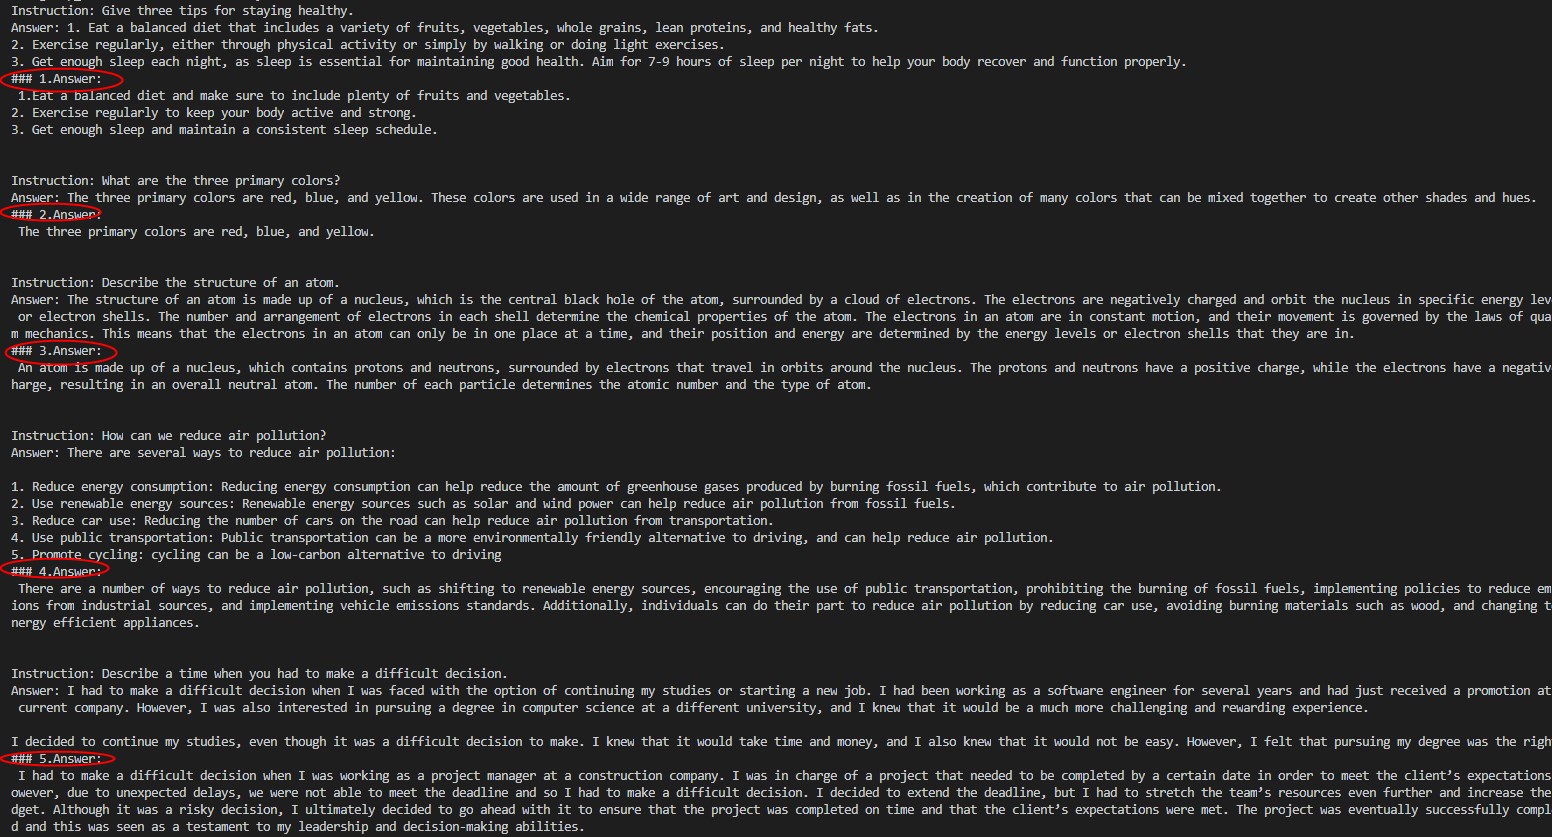 Instruction: Give three tips for staying healthy.
Answer: 1. Eat a balanced diet that includes a variety of fruits, vegetables, whole grains, lean proteins, and healthy fats.
2. Exercise regularly, either through physical activity or simply by walking or doing light exercises.
3. Get enough sleep each night, as sleep is essential for maintaining good health. Aim for 7-9 hours of sleep per night to help your body recover and function properly.
### 1.Answer:
1.Eat a balanced diet and make sure to include plenty of fruits and vegetables.
2. Exercise regularly to keep your body active and strong.
3. Get enough sleep and maintain a consistent sleep schedule.
Instruction: What are the three primary colors?
Answer: The three primary colors are red, blue, and yellow. These colors are used in a wide range of art and design, as well as in the creation of many colors that can be mixed together to create other shades and hues.
### 2.Answer:
The three primary colors are red, blue, and yellow.
Instruction: Describe the structure of an atom.
Answer: The structure of an atom is made up of a nucleus, which is the central black hole of the atom, surrounded by a cloud of electrons. The electrons are negatively charged and orbit the nucleus in specific energy lev
or electron shells. The number and arrangement of electrons in each shell determine the chemical properties of the atom. The electrons in an atom are in constant motion, and their movement is governed by the laws of qua
m mechanics. This means that the electrons in an atom can only be in one place at a time, and their position and energy are determined by the energy levels or electron shells that they are in.
### 3.Answer:
An atom is made up of a nucleus, which contains protons and neutrons, surrounded by electrons that travel in orbits around the nucleus. The protons and neutrons have a positive charge, while the electrons have a negativ
harge, resulting in an overall neutral atom. The number of each particle determines the atomic number and the type of atom.
Instruction: How can we reduce air pollution?
Answer: There are several ways to reduce air pollution:
1. Reduce energy consumption: Reducing energy consumption can help reduce the amount of greenhouse gases produced by burning fossil fuels, which contribute to air pollution.
2. Use renewable energy sources: Renewable energy sources such as solar and wind power can help reduce air pollution from fossil fuels.
3. Reduce car use: Reducing the number of cars on the road can help reduce air pollution from transportation.
4. Use public transportation: Public transportation can be a more environmentally friendly alternative to driving, and can help reduce air pollution.
5. Promote cycling: cycling can be a low-carbon alternative to driving
### 4.Answer:
There are a number of ways to reduce air pollution, such as shifting to renewable energy sources, encouraging the use of public transportation, prohibiting the burning of fossil fuels, implementing policies to reduce em
ions from industrial sources, and implementing vehicle emissions standards. Additionally, individuals can do their part to reduce air pollution by reducing car use, avoiding burning materials such as wood, and changing t
nergy efficient appliances.
Instruction: Describe a time when you had to make a difficult decision.
Answer: I had to make a difficult decision when I was faced with the option of continuing my studies or starting a new job. I had been working as a software engineer for several years and had just received a promotion at
current company. However, I was also interested in pursuing a degree in computer science at a different university, and I knew that it would be a much more challenging and rewarding experience.
I decided to continue my studies, even though it was a difficult decision to make. I knew that it would take time and money, and I also knew that it would not be easy. However, I felt that pursuing my degree was the righ
### 5.Answer:
I had to make a difficult decision when I was working as a project manager at a construction company. I was in charge of a project that needed to be completed by a certain date in order to meet the client's expectations
owever, due to unexpected delays, we were not able to meet the deadline and so I had to make a difficult decision. I decided to extend the deadline, but I had to stretch the team's resources even further and increase the
dget. Although it was a risky decision, I ultimately decided to go ahead with it to ensure that the project was completed on time and that the client's expectations were met. The project was eventually successfully compl
d and this was seen as a testament to my leadership and decision-making abilities.